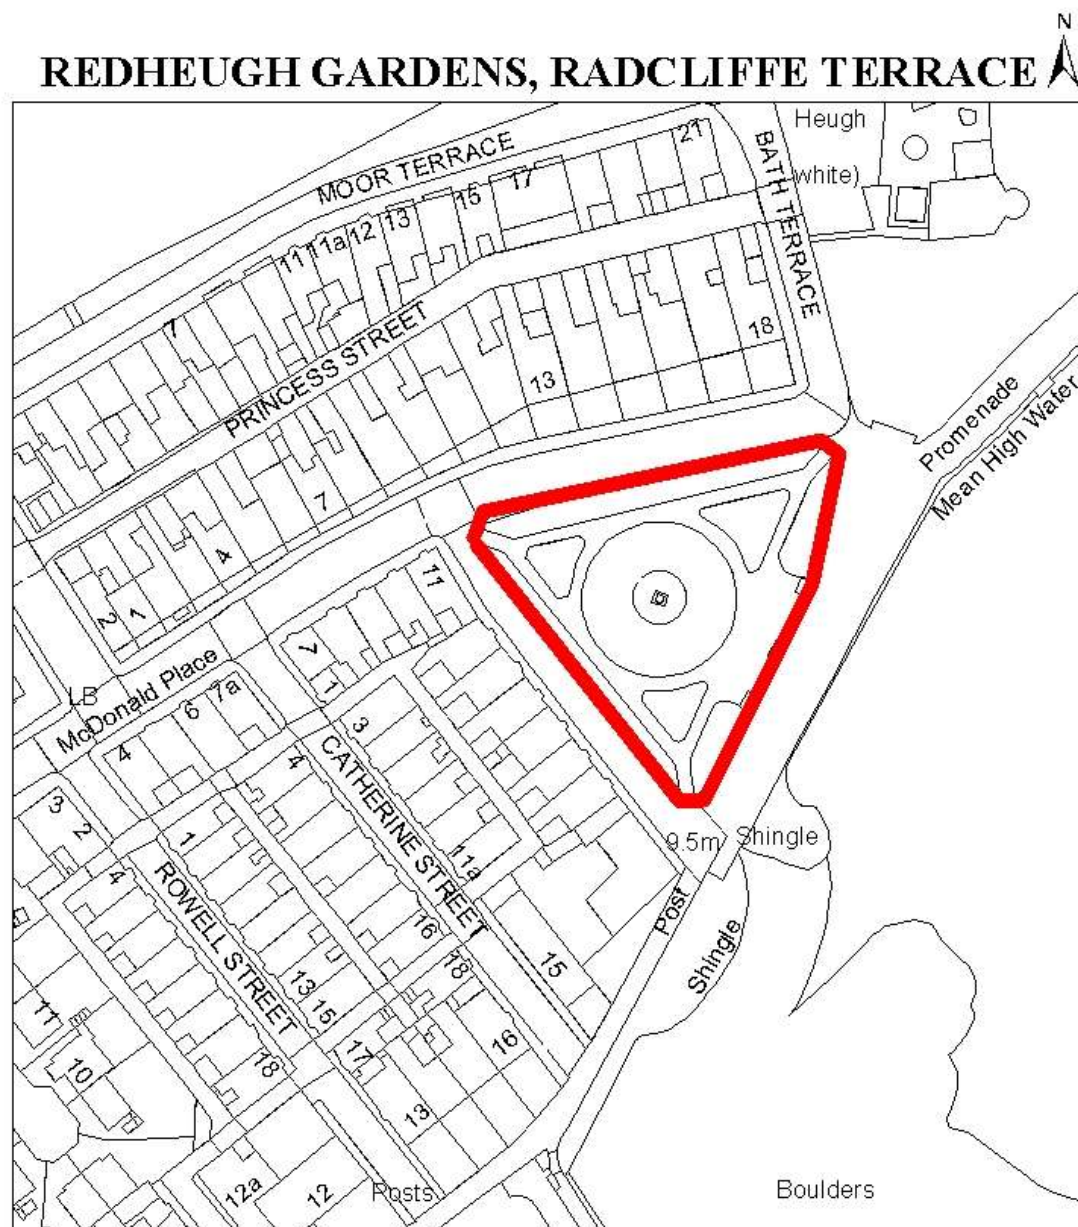 N
REDHEUGH GARDENS, RADCLIFFE TERRACE
Heugh
(white)
MOOR TERRACE
BATH TERRACE
21
17
15
13
12
11a
11
7
PRINCESS STREET
18
13
7
4
1
2
Promenade
Mean High Water
11
7
1
LB
McDonald Place
7a
6
4
3
2
3
4
CATHERINE STREET
11a
16
18
15
16
1
4
ROWELL STREET
13
15
18
17
13
9.5m
Shingle
Post
Shingle
11
10
12a
12
Posts
Boulders